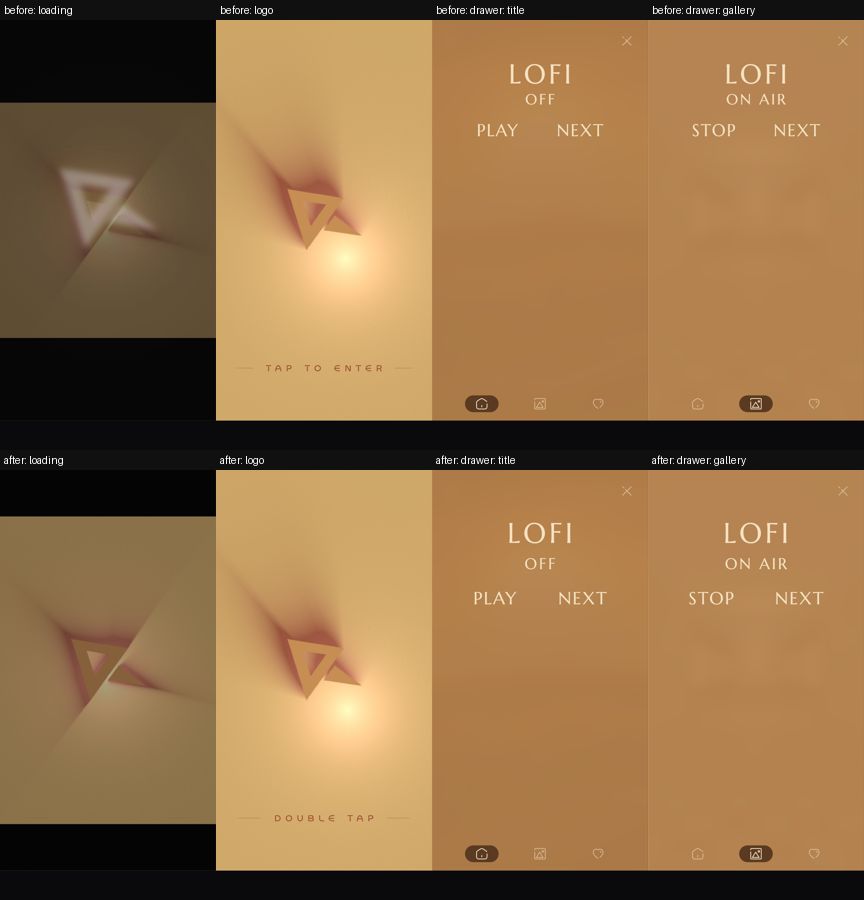 before: loading
before: logo
before: drawer: title
before: drawer: gallery
TAP TO ENTER
LOFI
OFF
PLAY NEXT
LOFI
ON AIR
STOP NEXT
after: loading
after: logo
after: drawer: title
after: drawer: gallery
DOUBLE TAP
LOFI
OFF
PLAY NEXT
LOFI
ON AIR
STOP NEXT